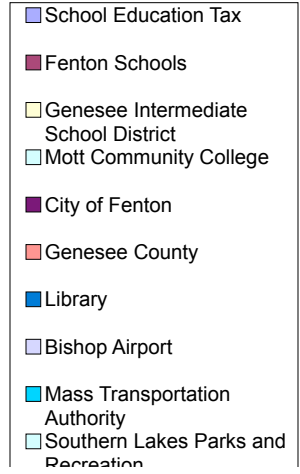 School Education Tax
Fenton Schools
Genesee Intermediate
School District
Mott Community College
City of Fenton
Genesee County
Library
Bishop Airport
Mass Transportation
Authority
Southern Lakes Parks and
Recreation